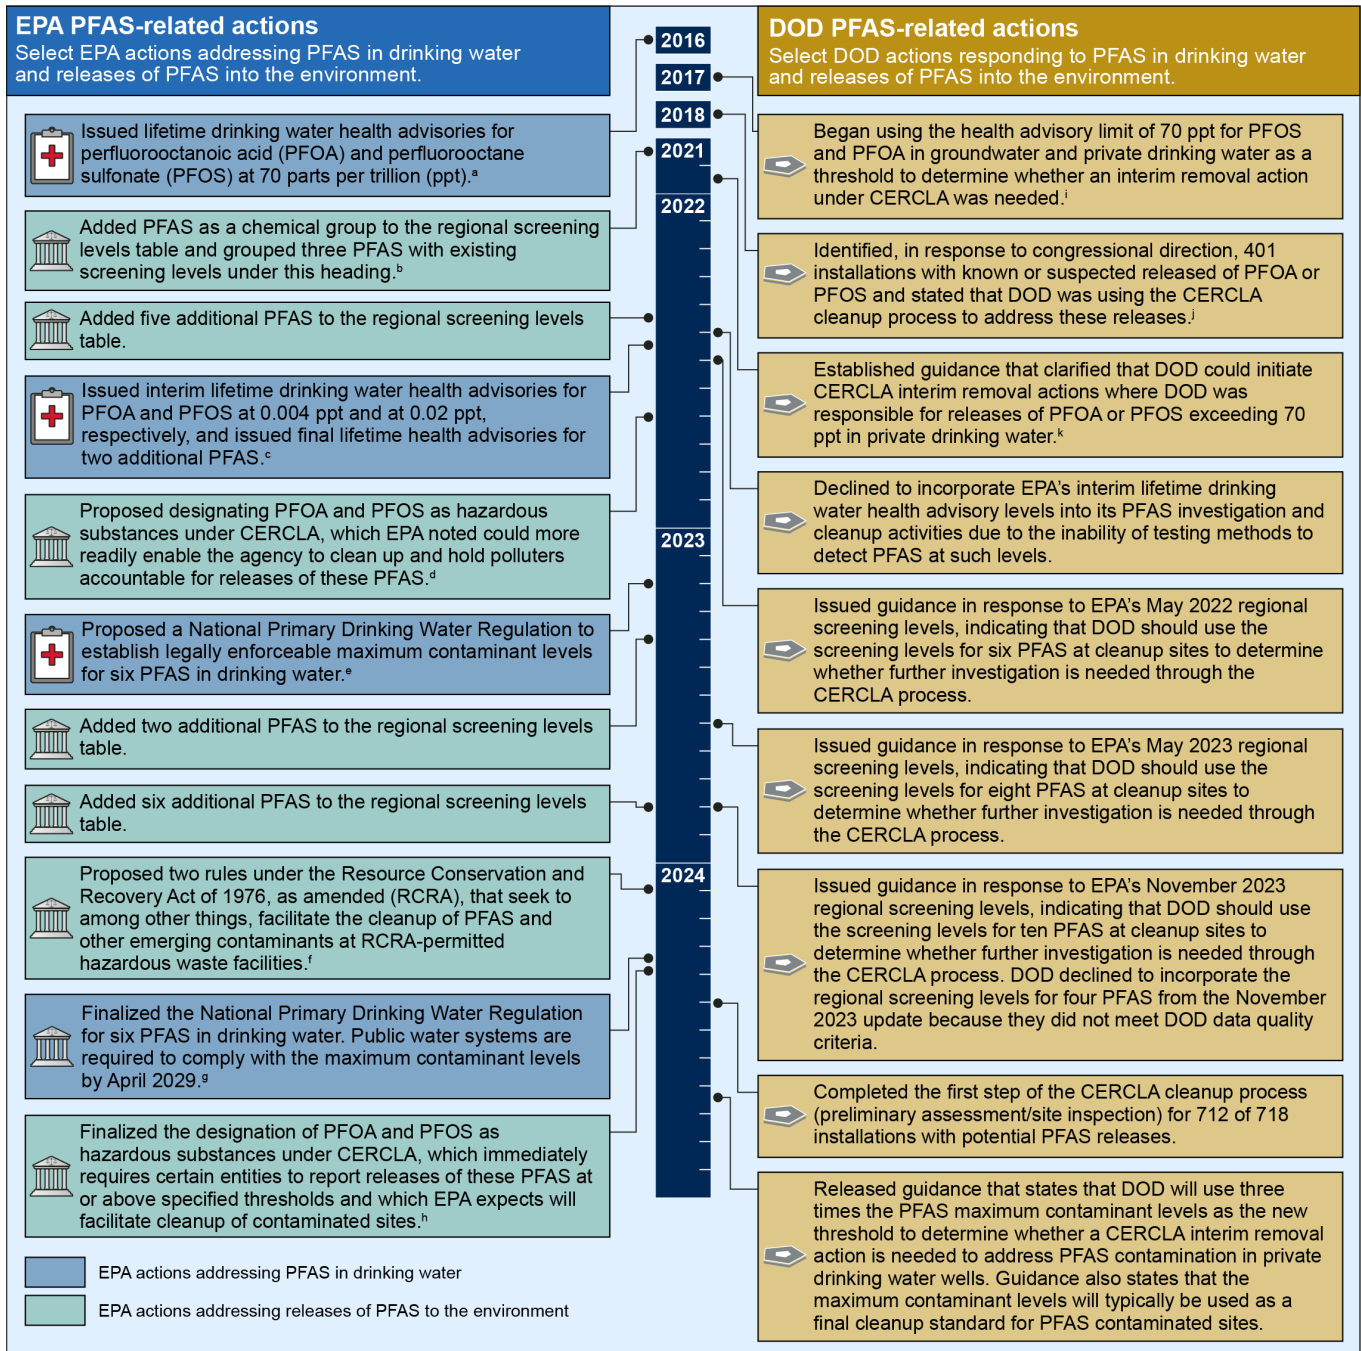 EPA PFAS-related actions
Select EPA actions addressing PFAS in drinking water
and releases of PFAS into the environment.
Issued lifetime drinking water health advisories for
perfluorooctanoic acid (PFOA) and perfluorooctane
sulfonate (PFOS) at 70 parts per trillion (ppt).a
Added PFAS as a chemical group to the regional screening
levels table and grouped three PFAS with existing
screening levels under this heading.b
Added five additional PFAS to the regional screening levels
table.
Issued interim lifetime drinking water health advisories for
PFOA and PFOS at 0.004 ppt and at 0.02 ppt,
respectively, and issued final lifetime health advisories for
two additional PFAS.c
Proposed designating PFOA and PFOS as hazardous
substances under CERCLA, which EPA noted could more
readily enable the agency to clean up and hold polluters
accountable for releases of these PFAS.d
Proposed a National Primary Drinking Water Regulation to
establish legally enforceable maximum contaminant levels
for six PFAS in drinking water.e
Added two additional PFAS to the regional screening levels
table.
Added six additional PFAS to the regional screening levels
table.
Proposed two rules under the Resource Conservation and
Recovery Act of 1976, as amended (RCRA), that seek to
among other things, facilitate the cleanup of PFAS and
other emerging contaminants at RCRA-permitted
hazardous waste facilities.f
Finalized the National Primary Drinking Water Regulation
for six PFAS in drinking water. Public water systems are
required to comply with the maximum contaminant levels
by April 2029.g
Finalized the designation of PFOA and PFOS as
hazardous substances under CERCLA, which immediately
requires certain entities to report releases of these PFAS at
or above specified thresholds and which EPA expects will
facilitate cleanup of contaminated sites.h
EPA actions addressing PFAS in drinking water
EPA actions addressing releases of PFAS to the environment
2016
2017
2018
2021
2022
2023
2024
DOD PFAS-related actions
Select DOD actions responding to PFAS in drinking water
and releases of PFAS into the environment.
Began using the health advisory limit of 70 ppt for PFOS
and PFOA in groundwater and private drinking water as a
threshold to determine whether an interim removal action
under CERCLA was needed.i
Identified, in response to congressional direction, 401
installations with known or suspected released of PFOA or
PFOS and stated that DOD was using the CERCLA
cleanup process to address these releases.j
Established guidance that clarified that DOD could initiate
CERCLA interim removal actions where DOD was
responsible for releases of PFOA or PFOS exceeding 70
ppt in private drinking water.k
Declined to incorporate EPA's interim lifetime drinking
water health advisory levels into its PFAS investigation and
cleanup activities due to the inability of testing methods to
detect PFAS at such levels.
Issued guidance in response to EPA's May 2022 regional
screening levels, indicating that DOD should use the
screening levels for six PFAS at cleanup sites to determine
whether further investigation is needed through the
CERCLA process.
Issued guidance in response to EPA's May 2023 regional
screening levels, indicating that DOD should use the
screening levels for eight PFAS at cleanup sites to
determine whether further investigation is needed through
the CERCLA process.
Issued guidance in response to EPA's November 2023
regional screening levels, indicating that DOD should use
the screening levels for ten PFAS at cleanup sites to
determine whether further investigation is needed through
the CERCLA process. DOD declined to incorporate the
regional screening levels for four PFAS from the November
2023 update because they did not meet DOD data quality
criteria.
Completed the first step of the CERCLA cleanup process
(preliminary assessment/site inspection) for 712 of 718
installations with potential PFAS releases.
Released guidance that states that DOD will use three
times the PFAS maximum contaminant levels as the new
threshold to determine whether a CERCLA interim removal
action is needed to address PFAS contamination in private
drinking water wells. Guidance also states that the
maximum contaminant levels will typically be used as a
final cleanup standard for PFAS contaminated sites.